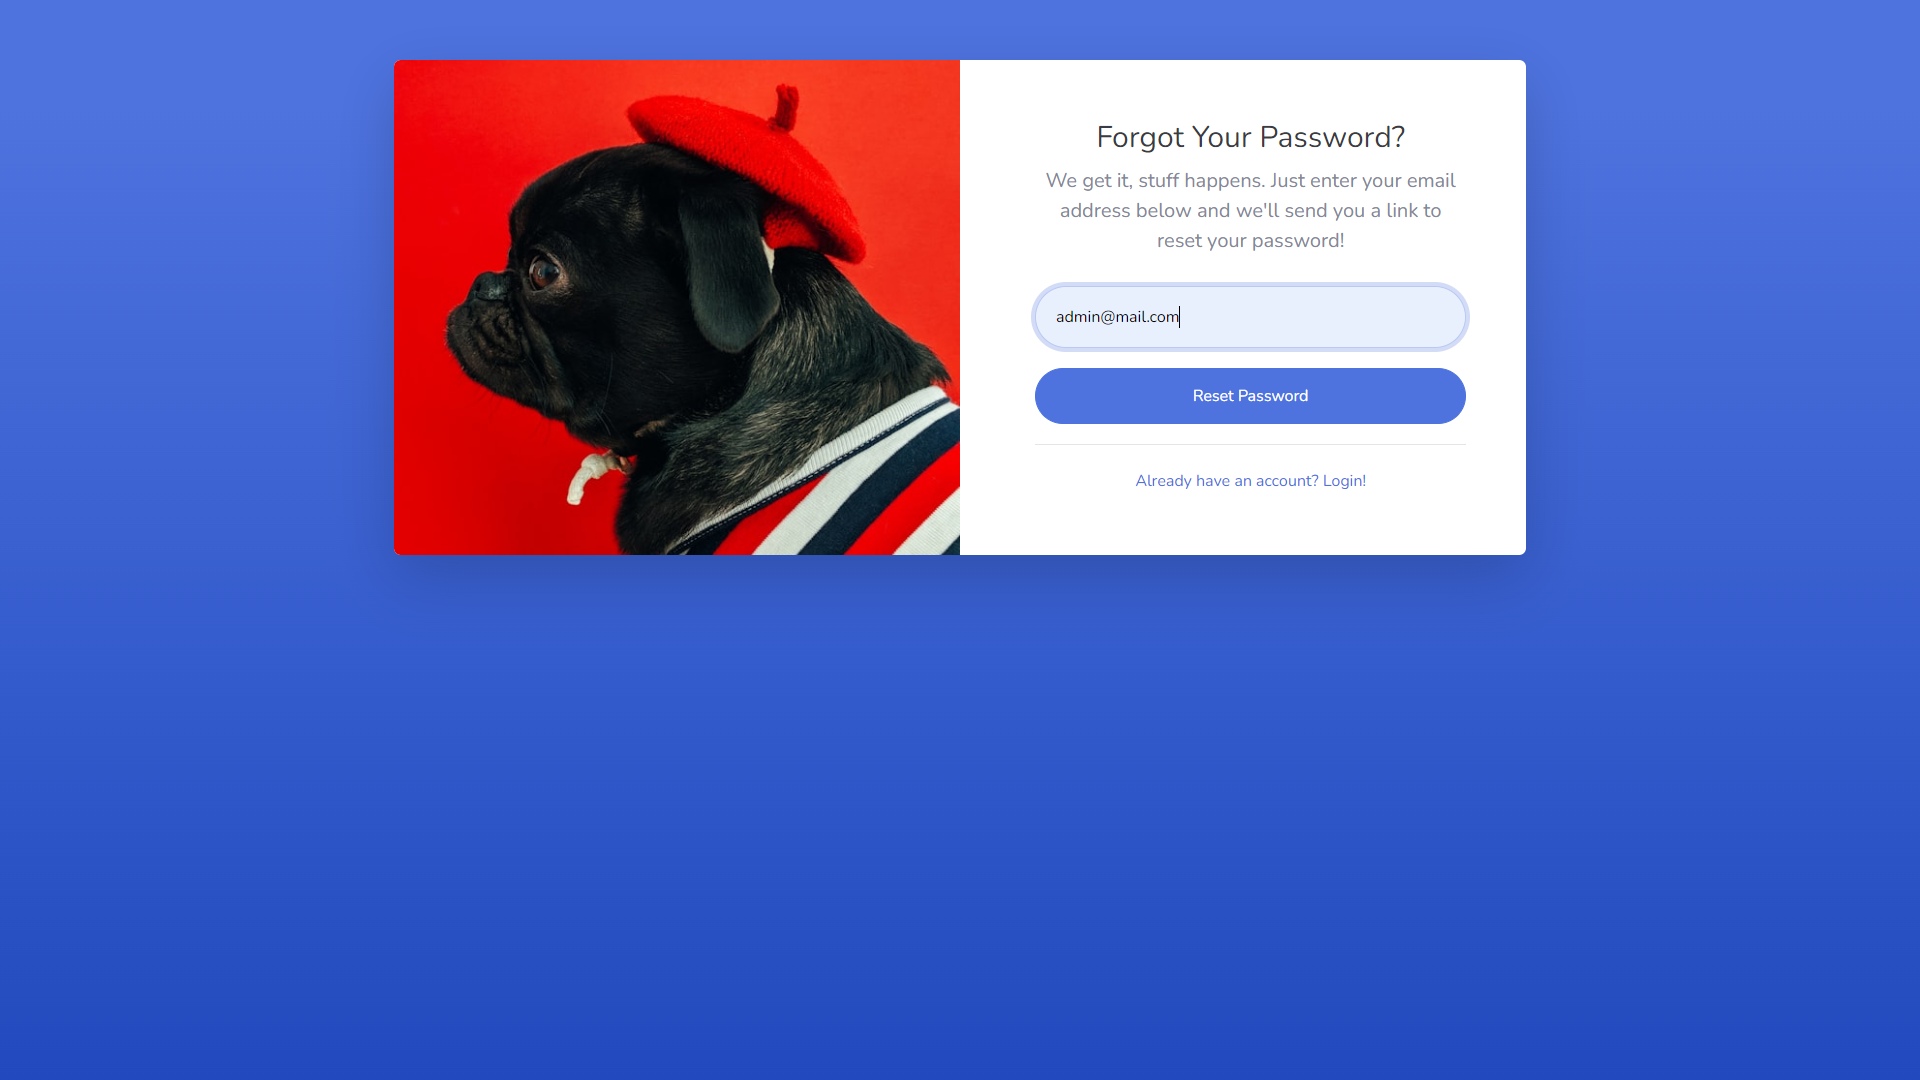 Forgot Your Password?
We get it, stuff happens. Just enter your email
address below and we'll send you a link to
reset your password!
admin@mail.com
Reset Password
Already have an account? Login!